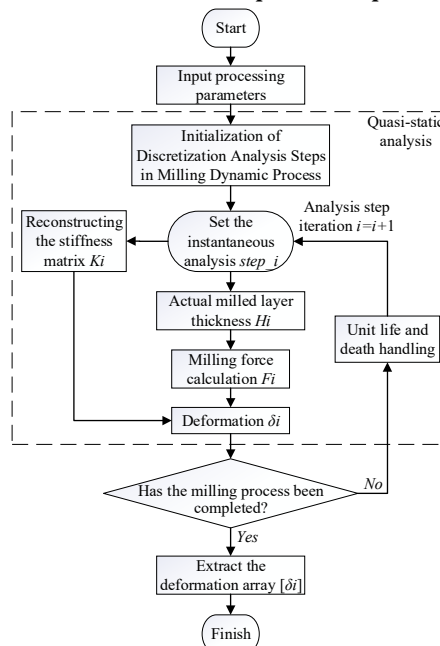 Start
Input processing
parameters
Quasi-static
analysis
Initialization of
Discretization Analysis Steps
in Milling Dynamic Process
Reconstructing
the stiffness
matrix Ki
Set the
instantaneous
analysis step_i
Analysis step
iteration i=i+1
Actual milled layer
thickness Hi
Unit life and
death handling
Milling force
calculation Fi
Deformation δi
Has the milling process been
completed?
No
Yes
Extract the
deformation array [δi]
Finish